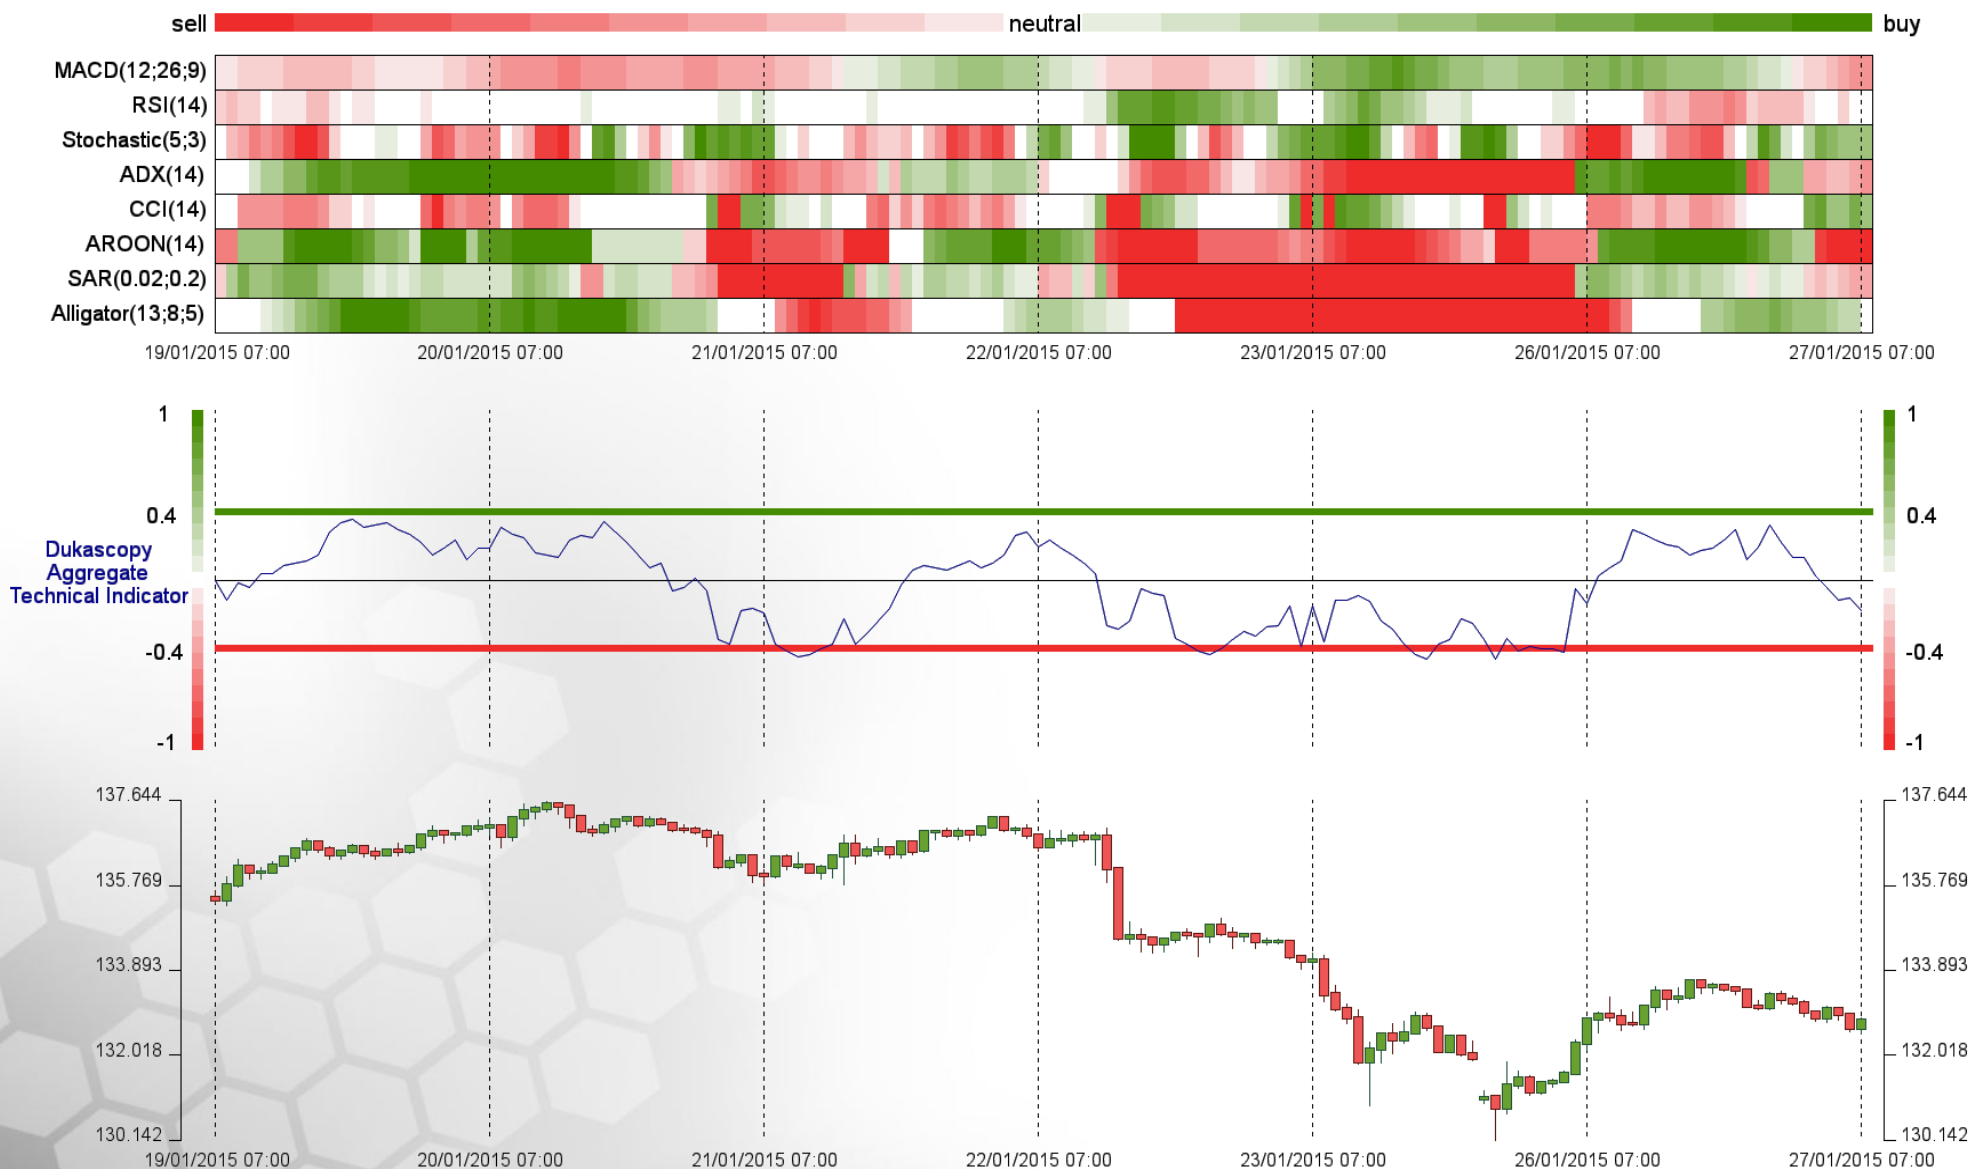 sell neutral buy
MACD(12;26;9)
RSI(14)
Stochastic(5;3)
ADX(14)
CCI(14)
AROON(14)
SAR(0.02;0.2)
Alligator(13;8;5)
19/01/2015 07:00 20/01/2015 07:00 21/01/2015 07:00 22/01/2015 07:00 23/01/2015 07:00 26/01/2015 07:00 27/01/2015 07:00
1 1
0.4 0.4
Dukascopy
Aggregate
Technical Indicator
-0.4 -0.4
-1 -1
137.644 137.644
135.769 135.769
133.893 133.893
132.018 132.018
130.142 130.142
19/01/2015 07:00 20/01/2015 07:00 21/01/2015 07:00 22/01/2015 07:00 23/01/2015 07:00 26/01/2015 07:00 27/01/2015 07:00